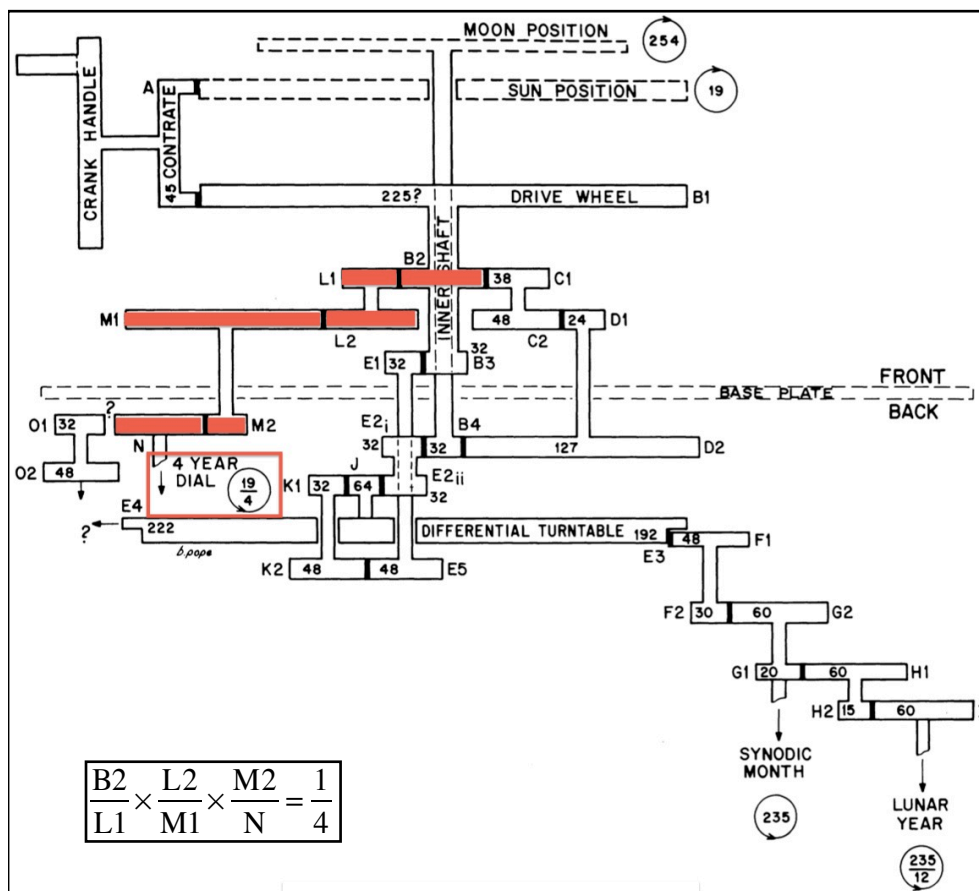 MOON POSITION
254
A
SUN POSITION
19
CRANK HANDLE
45 CONTRATE
225? DRIVE WHEEL B1
INNER SHAFT
B2
L1 38 C1
M1 48 24 D1
L2 C2
32
E1 32 B3
FRONT
BASE PLATE
BACK
?
O1 32 M2
N E2i B4
32 32 127 D2
O2 48
4 YEAR
DIAL
19
4
J
K1 32 64 E2ii
32
E4
?
222 DIFFERENTIAL TURNTABLE 192 48 F1
E3
b.pope
K2 48 48 E5
F2 30 60 G2
G1 20 60 H1
H2 15 60
SYNODIC
MONTH
235
LUNAR
YEAR
235
12
B2/L1 × L2/M1 × M2/N = 1/4